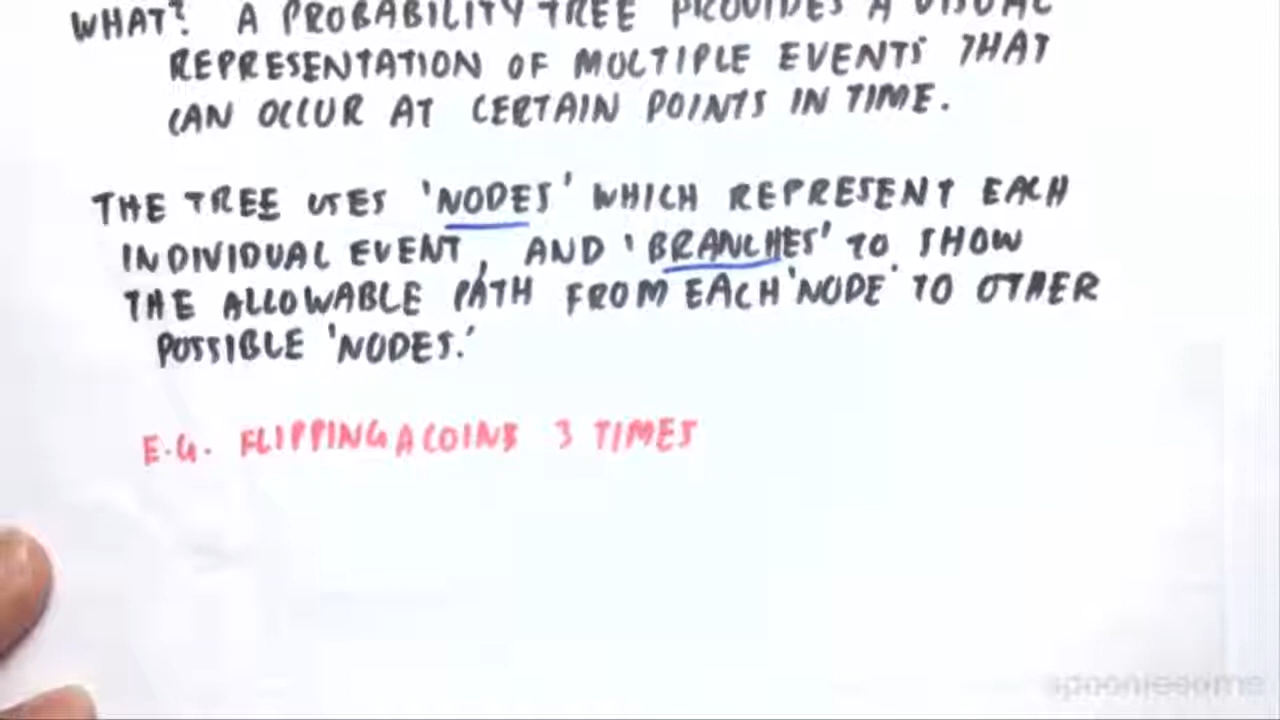 WHAT? A PROBABILITY TREE PROVIDES A VISUAL
REPRESENTATION OF MULTIPLE EVENTS THAT
CAN OCCUR AT CERTAIN POINTS IN TIME.
THE TREE USES 'NODES' WHICH REPRESENT EACH
INDIVIDUAL EVENT, AND 'BRANCHES' TO SHOW
THE ALLOWABLE PATH FROM EACH 'NODE' TO OTHER
POSSIBLE 'NODES.'
E.G. FLIPPING A COINS 3 TIMES